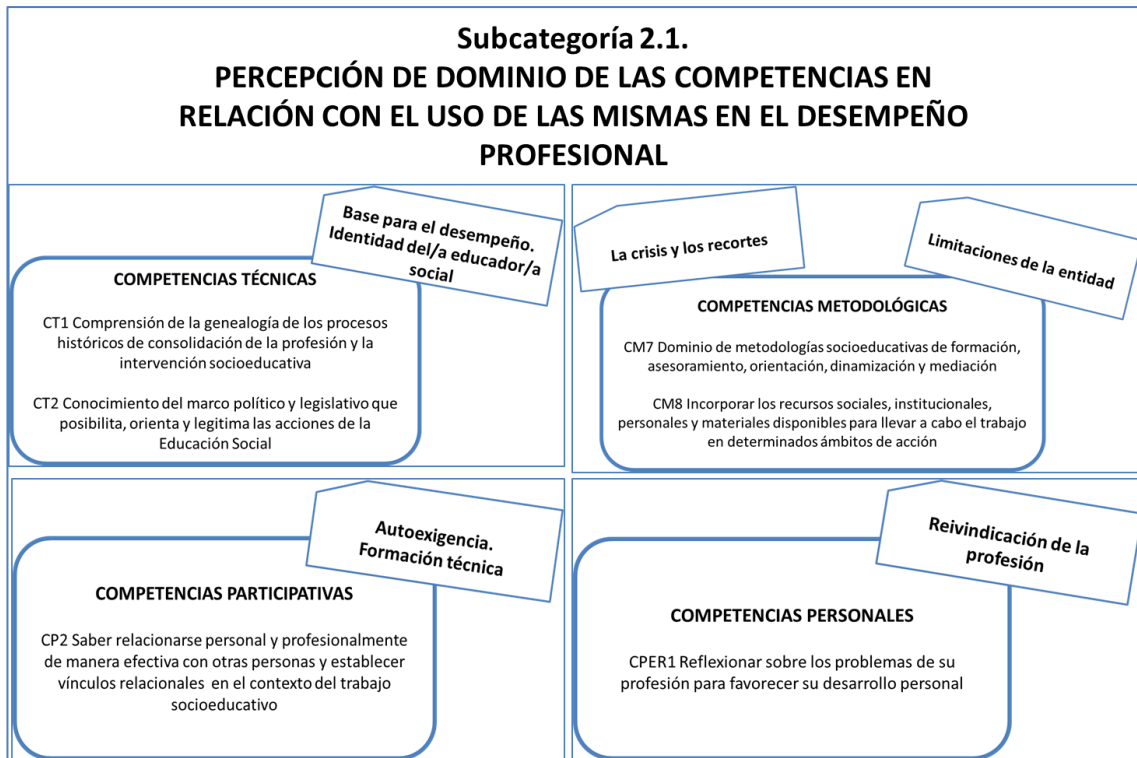 Subcategoría 2.1.
PERCEPCIÓN DE DOMINIO DE LAS COMPETENCIAS EN
RELACIÓN CON EL USO DE LAS MISMAS EN EL DESEMPEÑO
PROFESIONAL
Base para el desempeño.
Identidad del/a educador/a
social
COMPETENCIAS TÉCNICAS
CT1 Comprensión de la genealogía de los procesos
históricos de consolidación de la profesión y la
intervención socioeducativa
CT2 Conocimiento del marco político y legislativo que
posibilita, orienta y legitima las acciones de la
Educación Social
La crisis y los recortes
Limitaciones de la entidad
COMPETENCIAS METODOLÓGICAS
CM7 Dominio de metodologías socioeducativas de formación,
asesoramiento, orientación, dinamización y mediación
CM8 Incorporar los recursos sociales, institucionales,
personales y materiales disponibles para llevar a cabo el trabajo
en determinados ámbitos de acción
Autoexigencia.
Formación técnica
COMPETENCIAS PARTICIPATIVAS
CP2 Saber relacionarse personal y profesionalmente
de manera efectiva con otras personas y establecer
vínculos relacionales en el contexto del trabajo
socioeducativo
Reivindicación de la
profesión
COMPETENCIAS PERSONALES
CPER1 Reflexionar sobre los problemas de su
profesión para favorecer su desarrollo personal